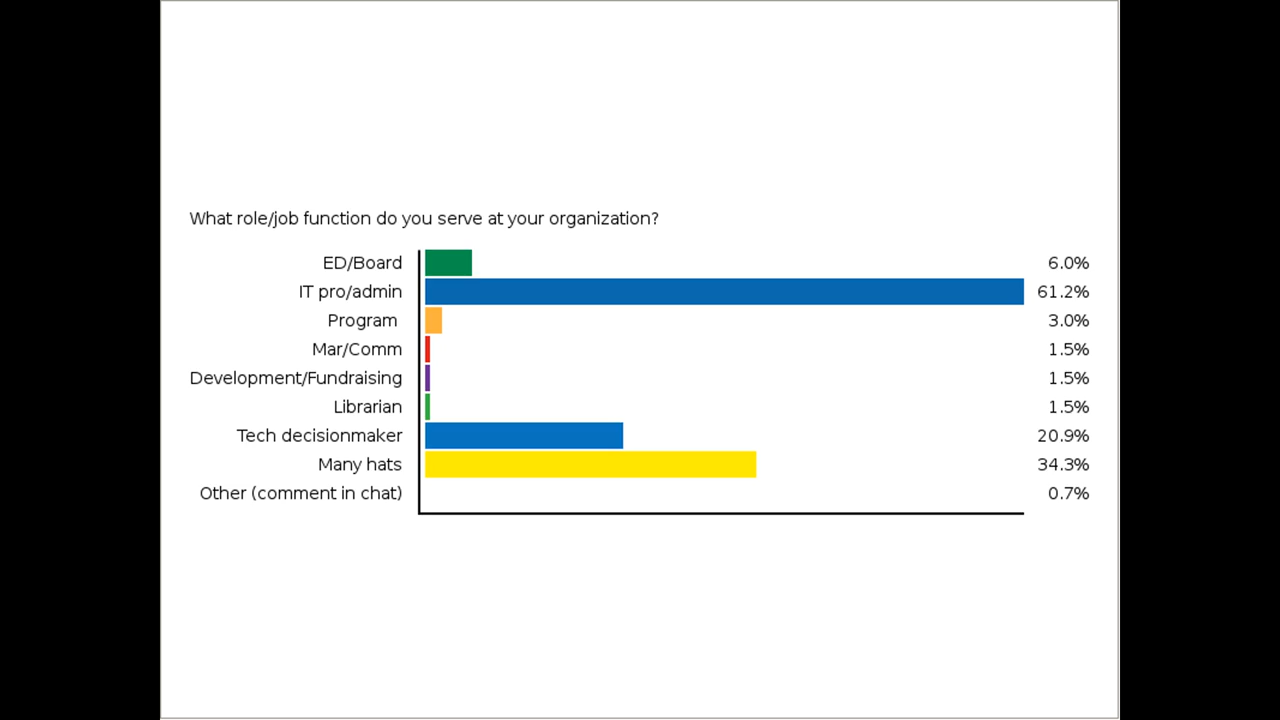 What role/job function do you serve at your organization?
ED/Board 6.0%
IT pro/admin 61.2%
Program 3.0%
Mar/Comm 1.5%
Development/Fundraising 1.5%
Librarian 1.5%
Tech decisionmaker 20.9%
Many hats 34.3%
Other (comment in chat) 0.7%